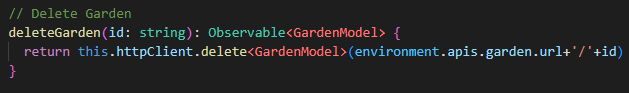 // Delete Garden
deleteGarden(id: string): Observable<GardenModel> {
return this.httpClient.delete<GardenModel>(environment.apis.garden.url+'/'+id)
}